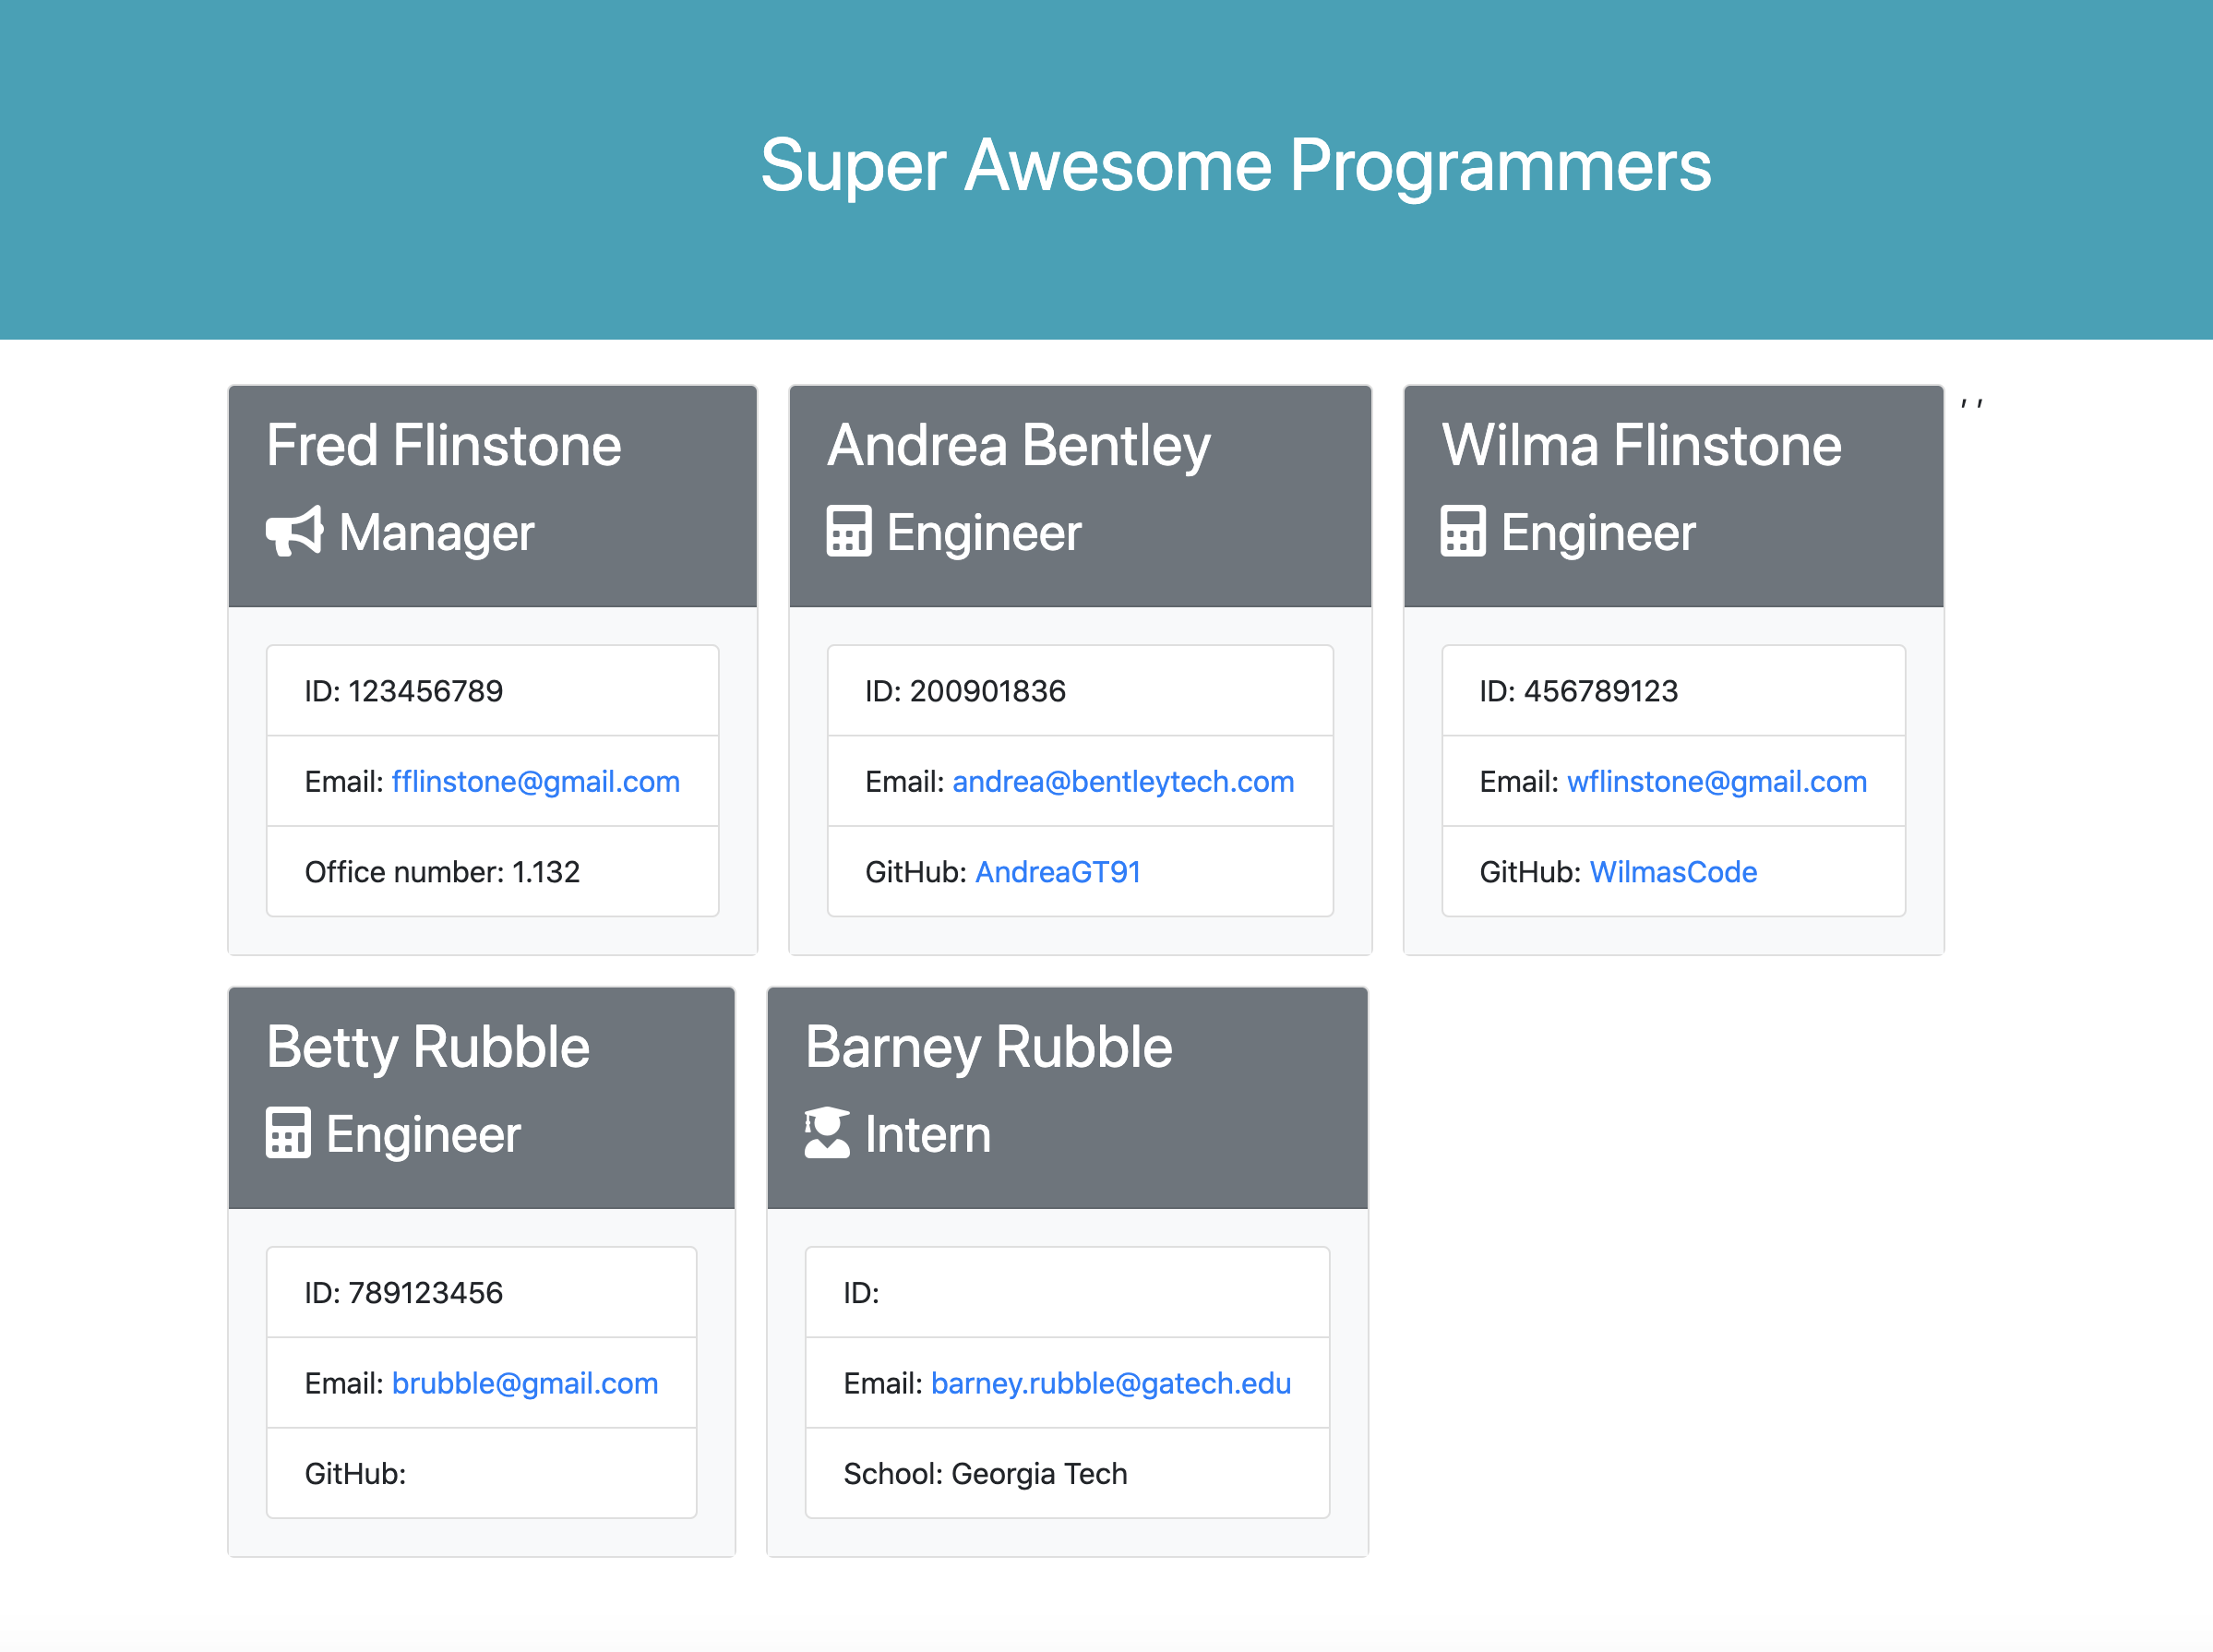 Super Awesome Programmers
Fred Flinstone
Manager
ID: 123456789
Email: fflinstone@gmail.com
Office number: 1.132
Andrea Bentley
Engineer
ID: 200901836
Email: andrea@bentleytech.com
GitHub: AndreaGT91
Wilma Flinstone
Engineer
ID: 456789123
Email: wflinstone@gmail.com
GitHub: WilmasCode
, ,
Betty Rubble
Engineer
ID: 789123456
Email: brubble@gmail.com
GitHub:
Barney Rubble
Intern
ID:
Email: barney.rubble@gatech.edu
School: Georgia Tech